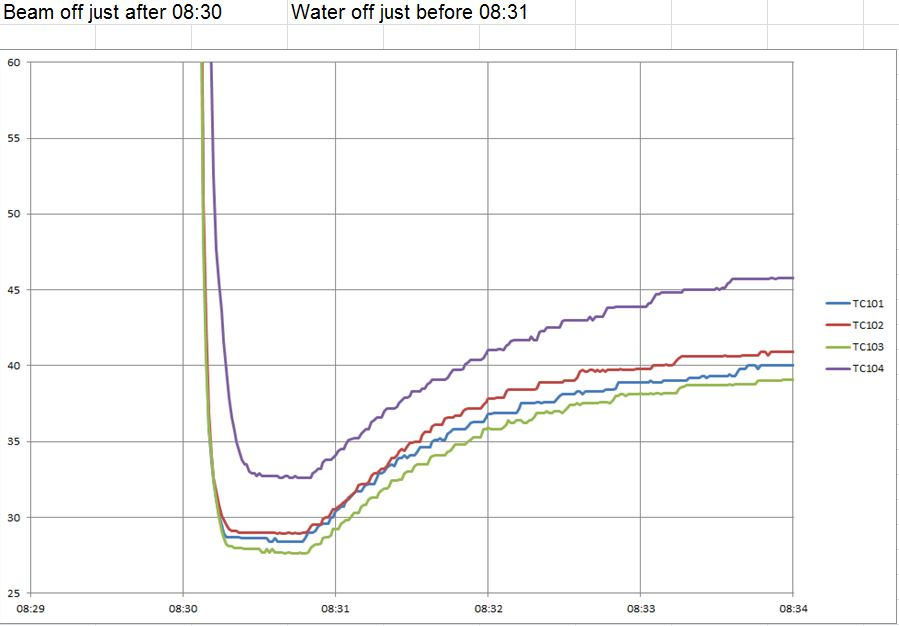 Beam off just after 08:30 Water off just before 08:31
60
55
50
45
40
35
30
25
08:29 08:30 08:31 08:32 08:33 08:34
TC101
TC102
TC103
TC104